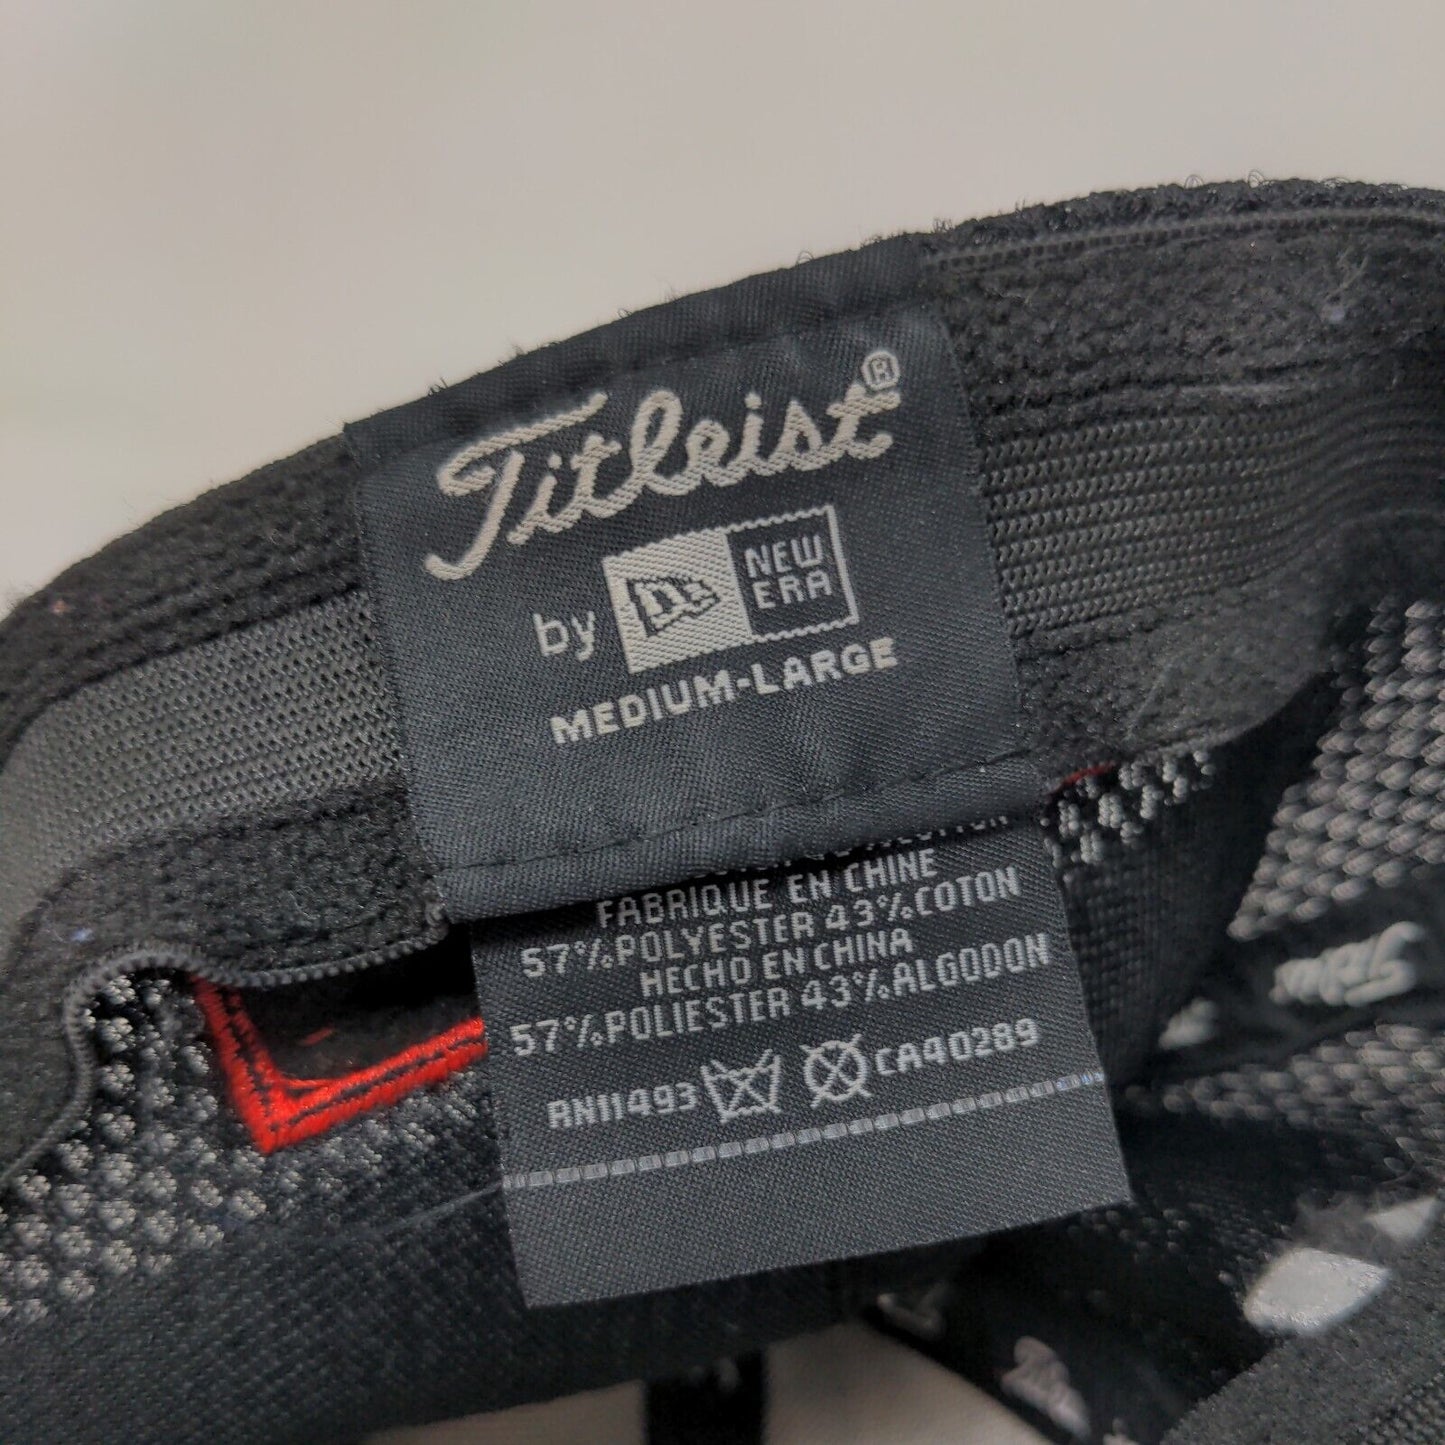 Titleist®
by NE NEW ERA
MEDIUM-LARGE
FABRIQUE EN CHINE
57% POLYESTER 43% COTON
HECHO EN CHINA
57% POLIESTER 43% ALGODON
RN11493 CA40289